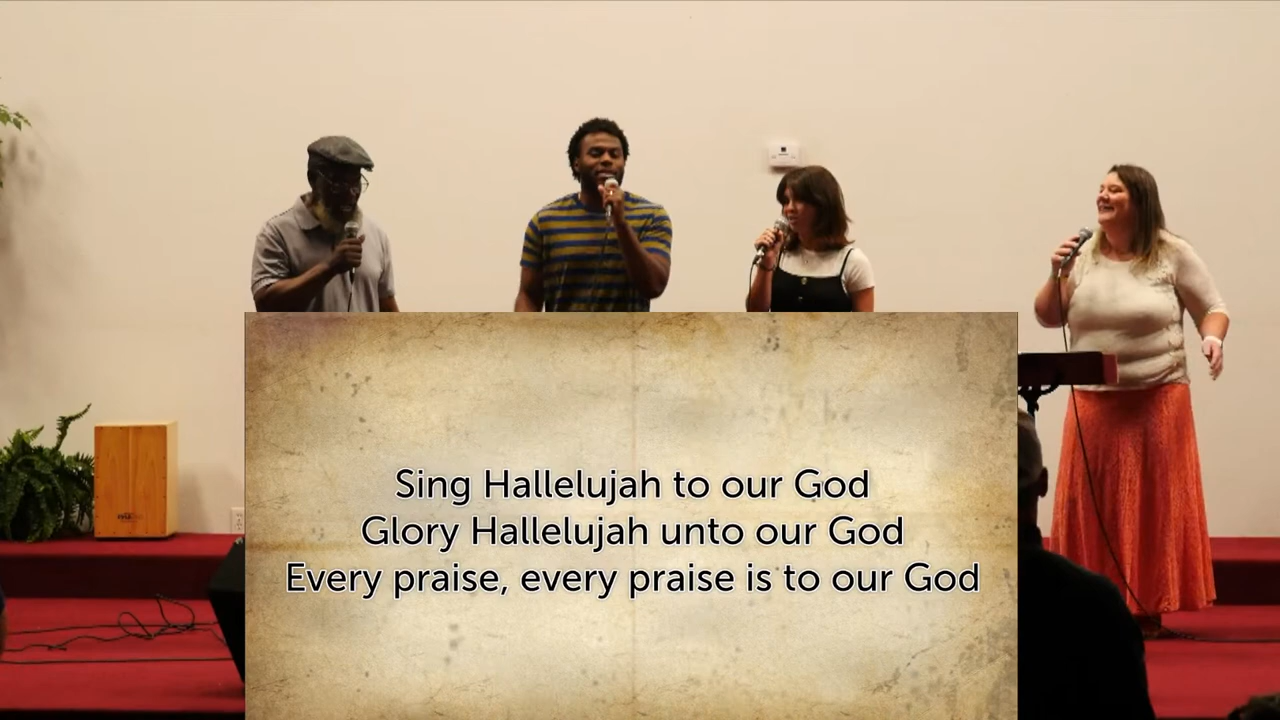 Sing Hallelujah to our God
Glory Hallelujah unto our God
Every praise, every praise is to our God